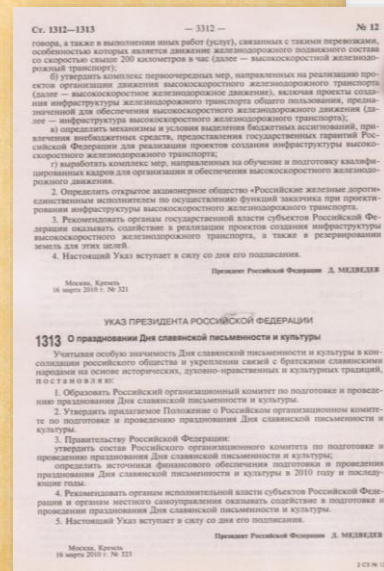 Ст. 1312—1313 — 3312 — № 12
говора, а также в выполнении иных работ (услуг), связанных с такими перевозками,
особенностью которых является движение железнодорожного подвижного состава
со скоростью свыше 200 километров в час (далее — высокоскоростной железнодо-
рожный транспорт);
б) утвердить комплекс первоочередных мер, направленных на реализацию про-
ектов организации движения высокоскоростного железнодорожного транспорта
(далее — высокоскоростное железнодорожное движение), включая проекты созда-
ния инфраструктуры железнодорожного транспорта общего пользования, предна-
значенной для обеспечения высокоскоростного железнодорожного движения (да-
лее — инфраструктура высокоскоростного железнодорожного транспорта);
в) определить механизмы и условия выделения бюджетных ассигнований, при-
влечения внебюджетных средств, предоставления государственных гарантий Рос-
сийской Федерации для реализации проектов создания инфраструктуры высоко-
скоростного железнодорожного транспорта;
г) выработать комплекс мер, направленных на обучение и подготовку квалифи-
цированных кадров для организации и обеспечения высокоскоростного железнодо-
рожного движения.
2. Определить открытое акционерное общество «Российские железные дороги»
единственным исполнителем по осуществлению функций заказчика при проекти-
ровании инфраструктуры высокоскоростного железнодорожного транспорта.
3. Рекомендовать органам государственной власти субъектов Российской Фе-
дерации оказывать содействие в реализации проектов создания инфраструктуры
высокоскоростного железнодорожного транспорта, а также в резервировании
земель для этих целей.
4. Настоящий Указ вступает в силу со дня его подписания.
Президент Российской Федерации Д. МЕДВЕДЕВ
Москва, Кремль
16 марта 2010 г. № 321
УКАЗ ПРЕЗИДЕНТА РОССИЙСКОЙ ФЕДЕРАЦИИ
1313 О праздновании Дня славянской письменности и культуры
Учитывая особую значимость Дня славянской письменности и культуры в кон-
солидации российского общества и укреплении связей с братскими славянскими
народами на основе исторических, духовно-нравственных и культурных традиций,
постановляю:
1. Образовать Российский организационный комитет по подготовке и проведе-
нию празднования Дня славянской письменности и культуры.
2. Утвердить прилагаемое Положение о Российском организационном комите-
те по подготовке и проведению празднования Дня славянской письменности и
культуры.
3. Правительству Российской Федерации:
утвердить состав Российского организационного комитета по подготовке и
проведению празднования Дня славянской письменности и культуры;
определить источники финансового обеспечения подготовки и проведения
празднования Дня славянской письменности и культуры в 2010 году и последу-
ющие годы.
4. Рекомендовать органам исполнительной власти субъектов Российской Феде-
рации и органам местного самоуправления оказывать содействие в подготовке и
проведении празднования Дня славянской письменности и культуры.
5. Настоящий Указ вступает в силу со дня его подписания.
Президент Российской Федерации Д. МЕДВЕДЕВ
Москва, Кремль
16 марта 2010 г. № 323
2 СЗ № 12